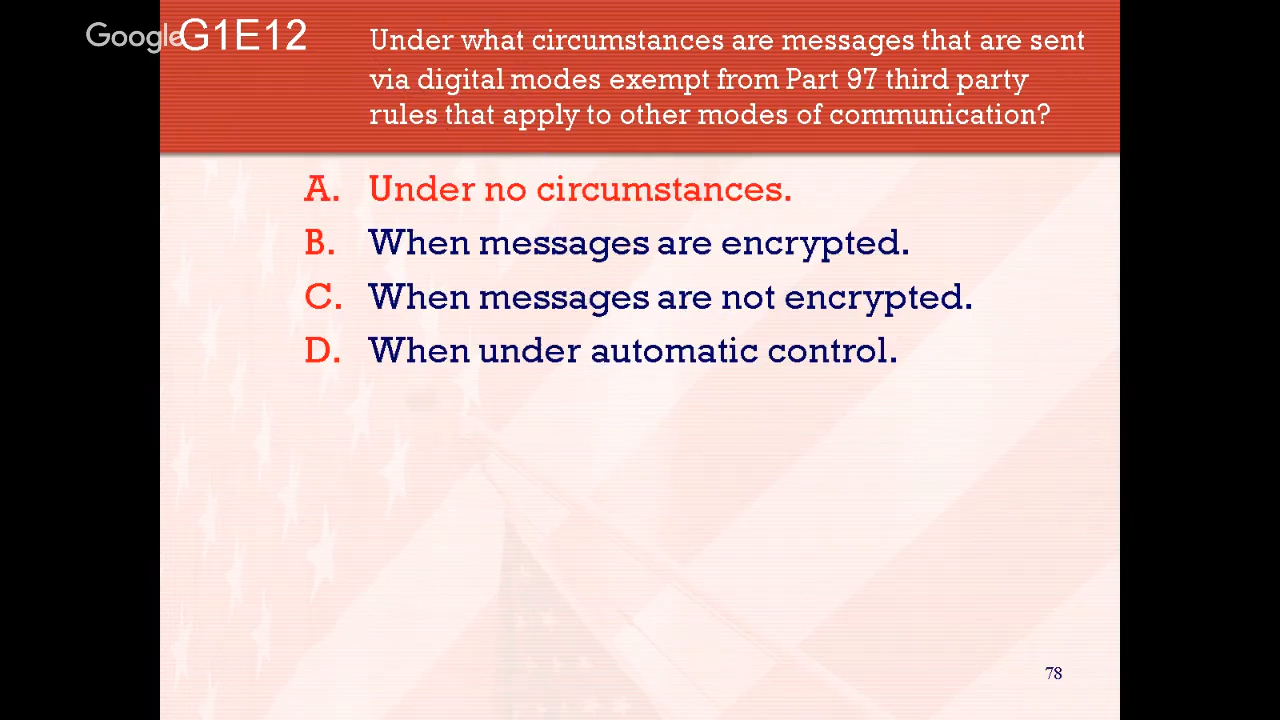 Google
G1E12
Under what circumstances are messages that are sent
via digital modes exempt from Part 97 third party
rules that apply to other modes of communication?
A. Under no circumstances.
B. When messages are encrypted.
C. When messages are not encrypted.
D. When under automatic control.
78